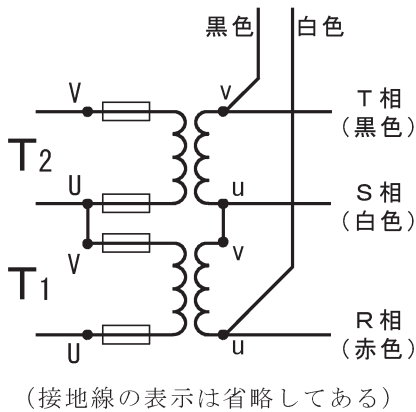 黒色
白色
V
v
T相
(黒色)
T2
U
u
S相
(白色)
V
v
T1
R相
(赤色)
U
u
(接地線の表示は省略してある)